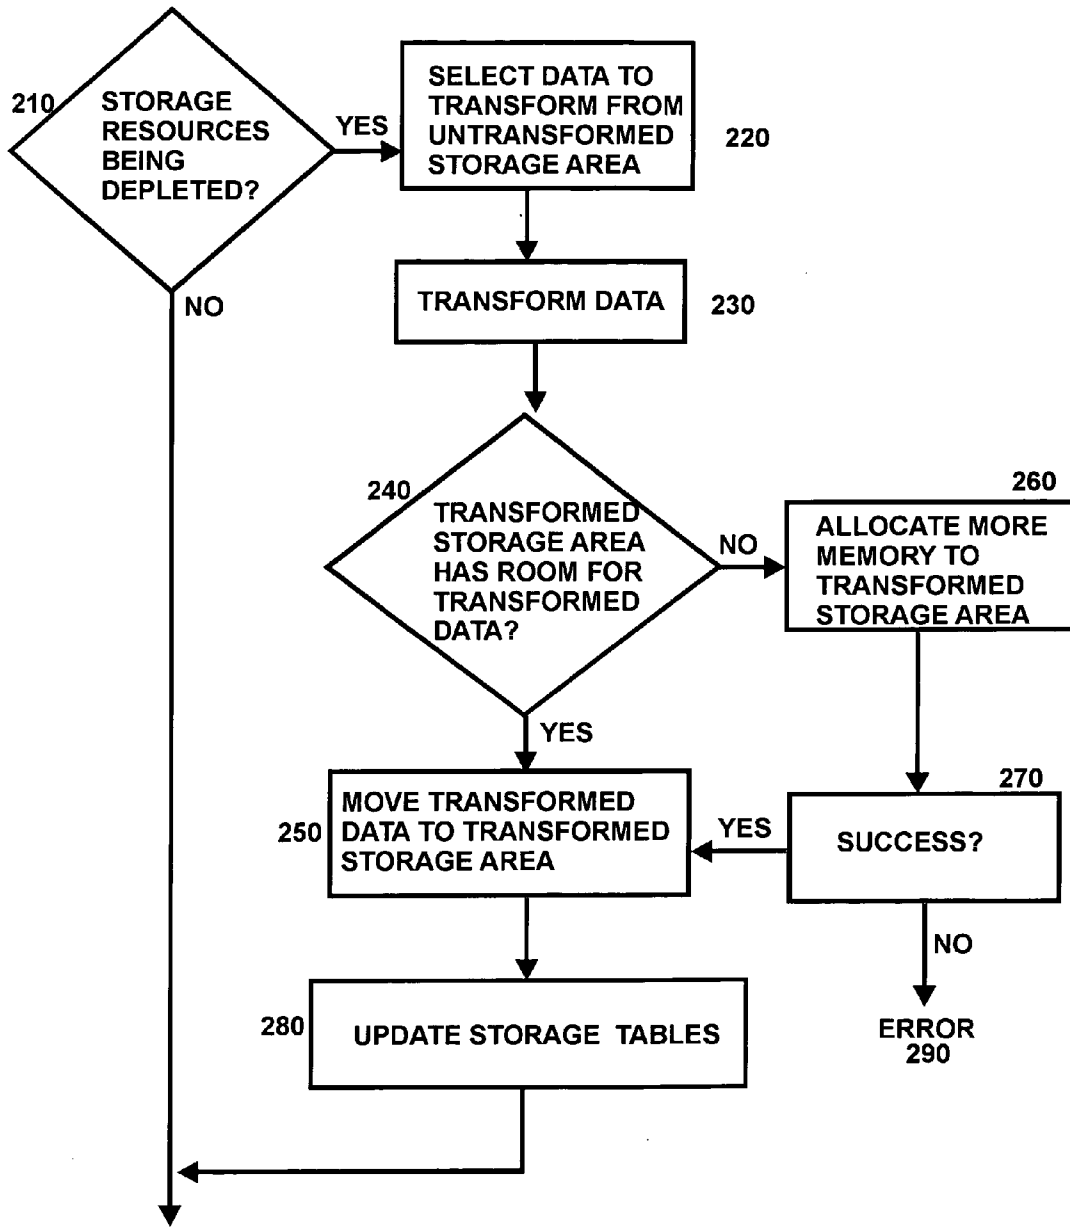 210
STORAGE
RESOURCES
BEING
DEPLETED?
YES
NO
SELECT DATA TO
TRANSFORM FROM
UNTRANSFORMED
STORAGE AREA
220
TRANSFORM DATA
230
240
TRANSFORMED
STORAGE AREA
HAS ROOM FOR
TRANSFORMED
DATA?
NO
YES
260
ALLOCATE MORE
MEMORY TO
TRANSFORMED
STORAGE AREA
250
MOVE TRANSFORMED
DATA TO TRANSFORMED
STORAGE AREA
YES
270
SUCCESS?
NO
ERROR
290
280
UPDATE STORAGE TABLES